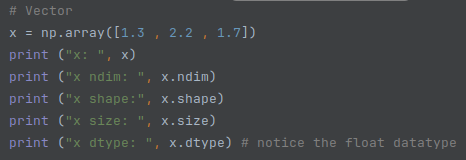 # Vector
x = np.array([1.3 , 2.2 , 1.7])
print ("x: ", x)
print ("x ndim: ", x.ndim)
print ("x shape:", x.shape)
print ("x size: ", x.size)
print ("x dtype: ", x.dtype) # notice the float datatype